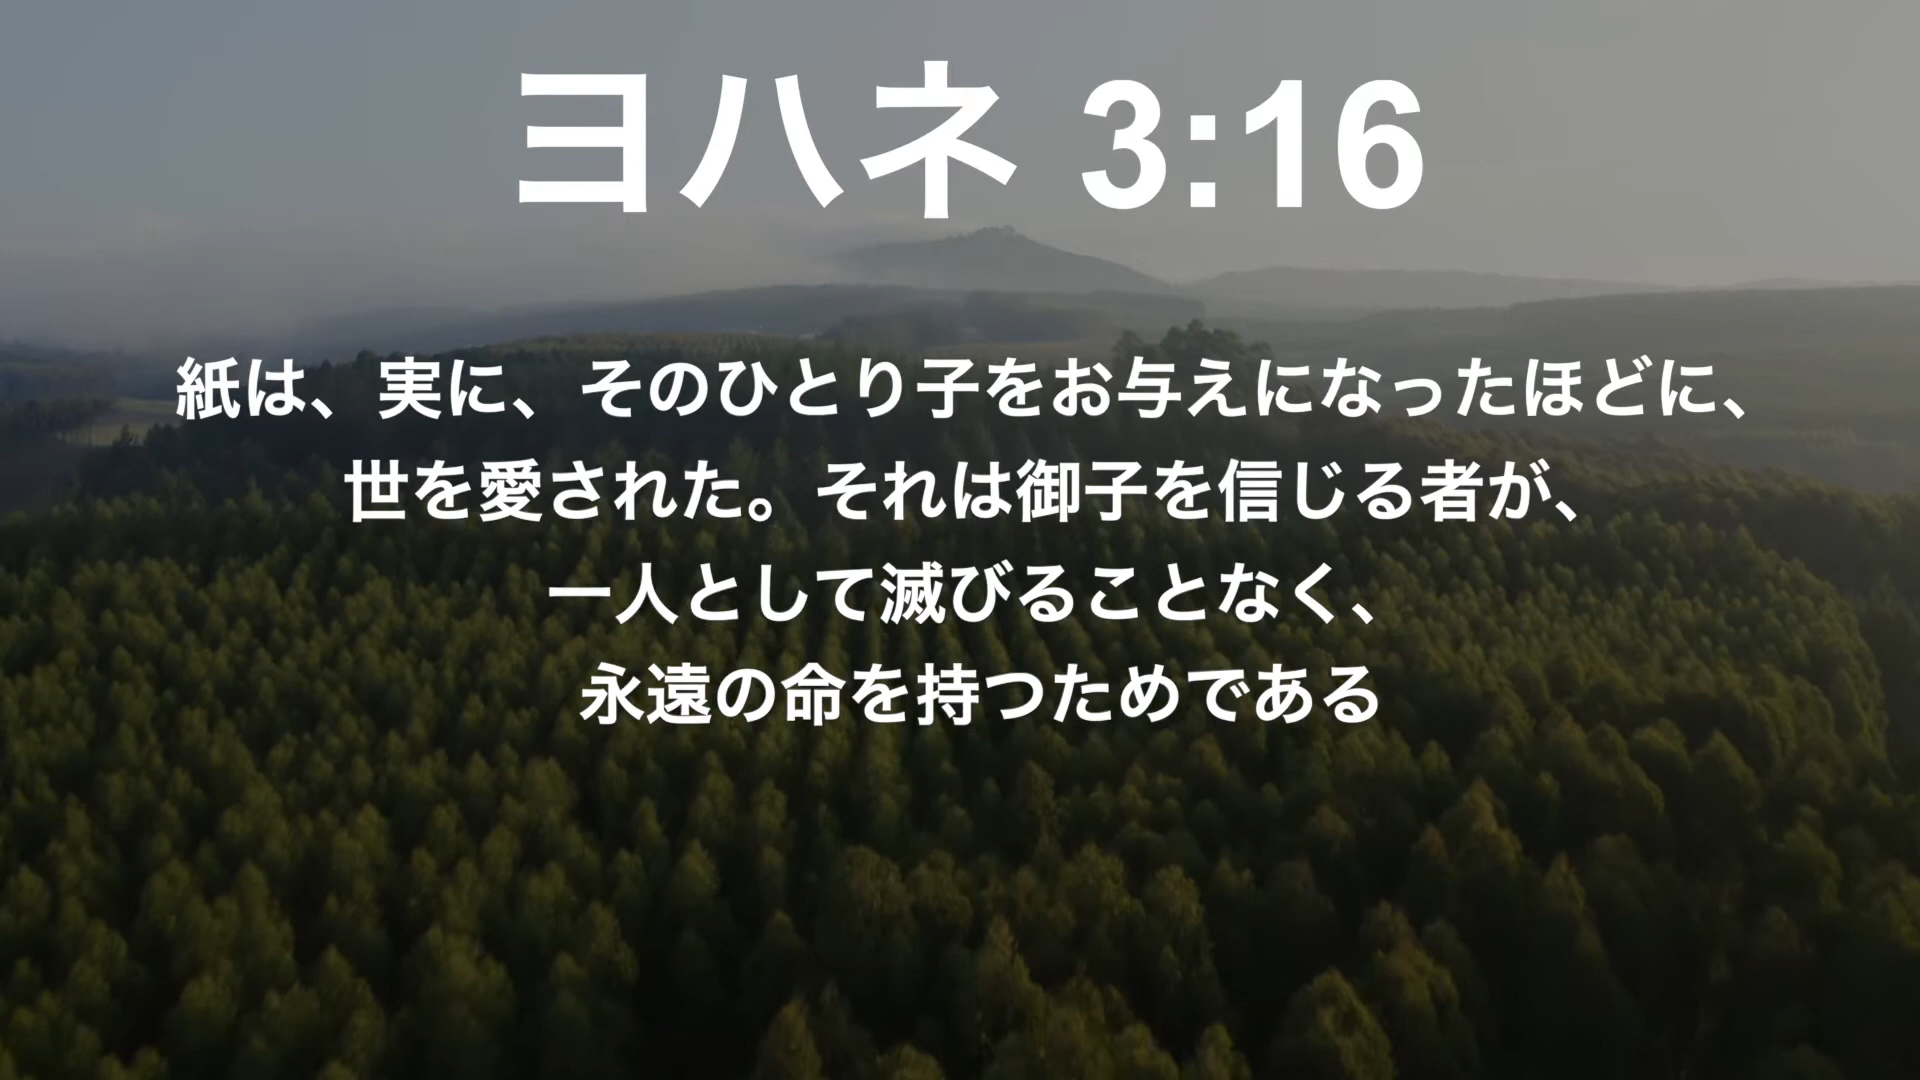 ヨハネ 3:16
紙は、実に、そのひとり子をお与えになったほどに、
世を愛された。それは御子を信じる者が、
一人として滅びることなく、
永遠の命を持つためである